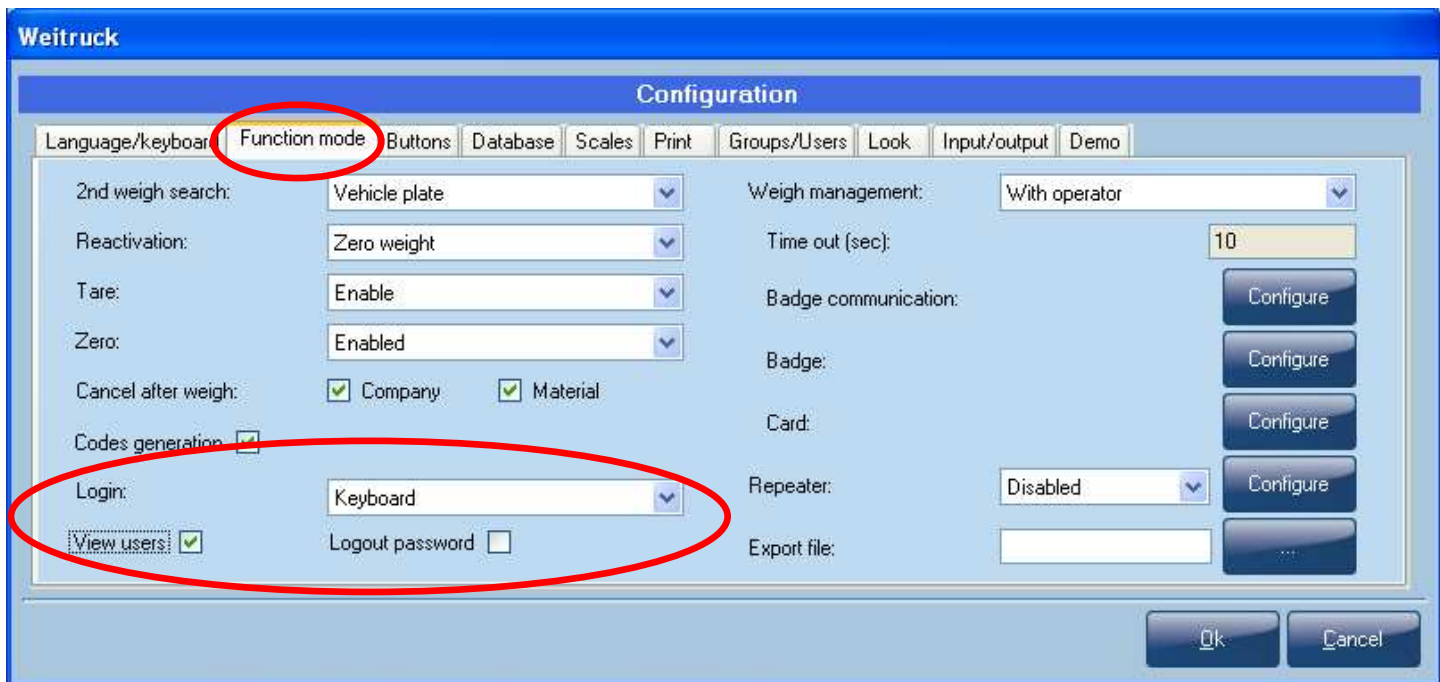 Weitruck
Configuration
Language/keyboard Function mode Buttons Database Scales Print Groups/Users Look Input/output Demo
2nd weigh search: Vehicle plate Weigh management: With operator
Reactivation: Zero weight Time out (sec): 10
Tare: Enable Badge communication: Configure
Zero: Enabled Badge: Configure
Cancel after weigh: Company Material
Codes generation Card: Configure
Login: Keyboard Repeater: Disabled Configure
View users Logout password Export file: ...
Ok Cancel